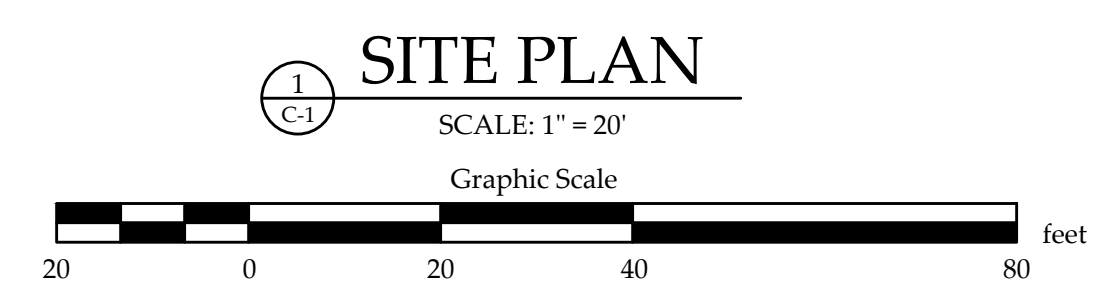 SITE PLAN
1
C-1
SCALE: 1" = 20'
Graphic Scale
feet
20 0 20 40 80